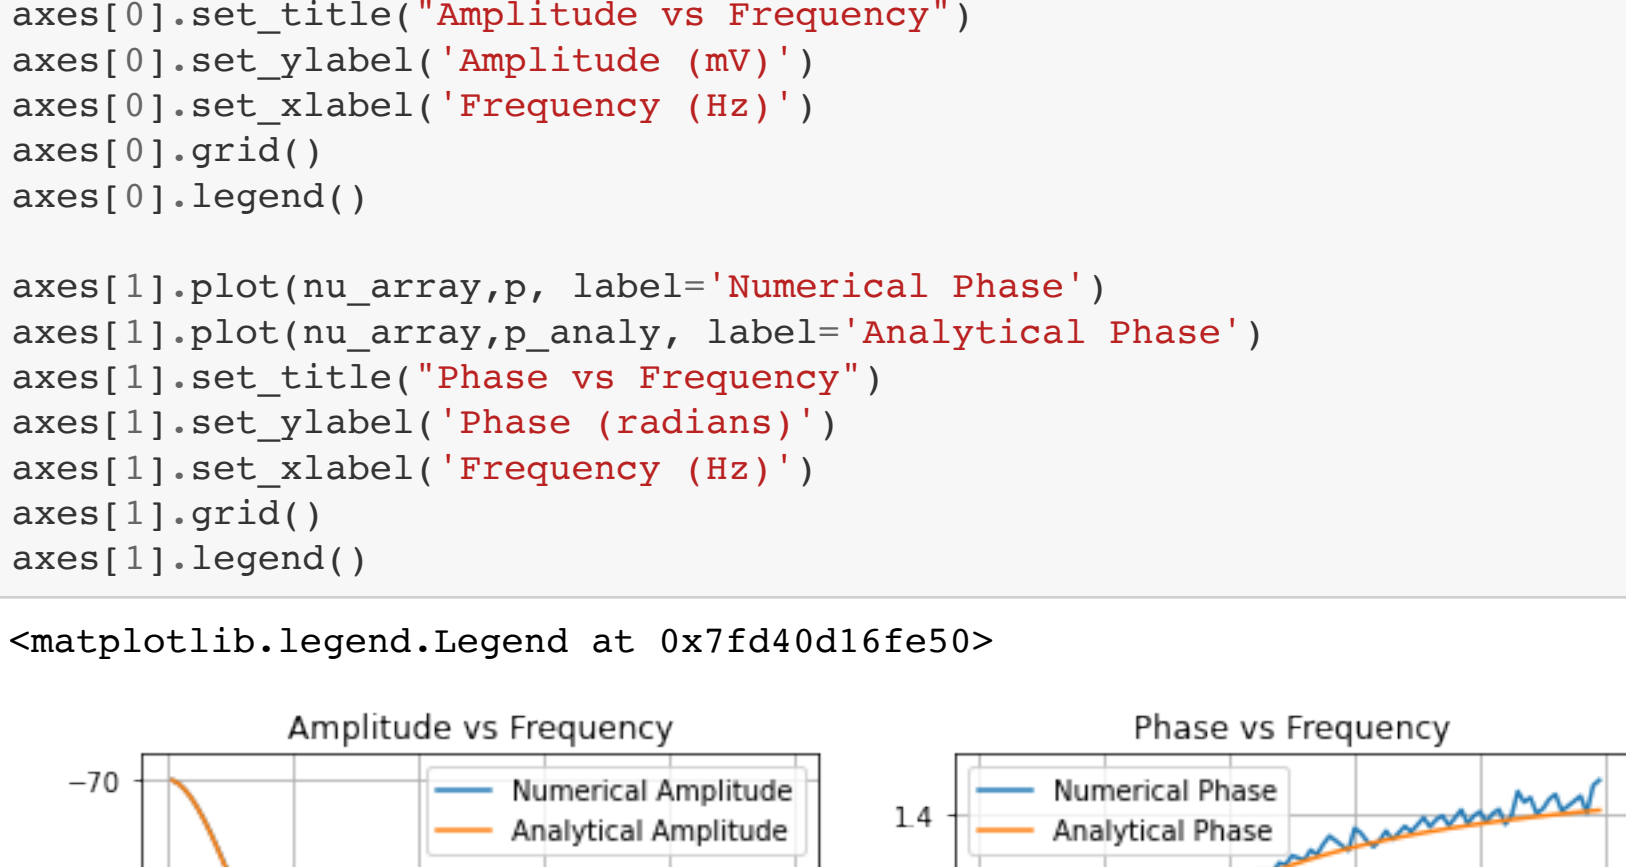 axes[0].set_title("Amplitude vs Frequency")
axes[0].set_ylabel('Amplitude (mV)')
axes[0].set_xlabel('Frequency (Hz)')
axes[0].grid()
axes[0].legend()
axes[1].plot(nu_array,p, label='Numerical Phase')
axes[1].plot(nu_array,p_analy, label='Analytical Phase')
axes[1].set_title("Phase vs Frequency")
axes[1].set_ylabel('Phase (radians)')
axes[1].set_xlabel('Frequency (Hz)')
axes[1].grid()
axes[1].legend()
<matplotlib.legend.Legend at 0x7fd40d16fe50>
Amplitude vs Frequency
−70
Numerical Amplitude
Analytical Amplitude
Phase vs Frequency
1.4
Numerical Phase
Analytical Phase